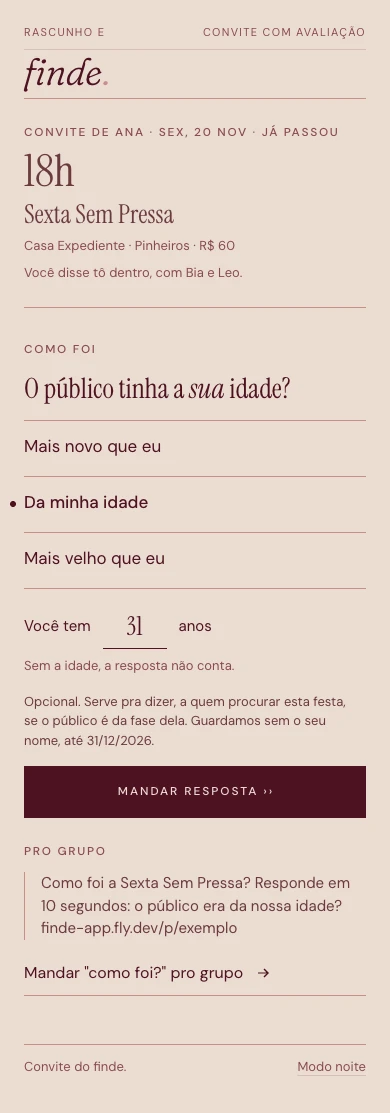 RASCUNHO E
CONVITE COM AVALIAÇÃO
finde.
CONVITE DE ANA · SEX, 20 NOV · JÁ PASSOU
18h
Sexta Sem Pressa
Casa Expediente · Pinheiros · R$ 60
Você disse tô dentro, com Bia e Leo.
COMO FOI
O público tinha a sua idade?
Mais novo que eu
Da minha idade
Mais velho que eu
Você tem 31 anos
Sem a idade, a resposta não conta.
Opcional. Serve pra dizer, a quem procurar esta festa,
se o público é da fase dela. Guardamos sem o seu
nome, até 31/12/2026.
MANDAR RESPOSTA ››
PRO GRUPO
Como foi a Sexta Sem Pressa? Responde em
10 segundos: o público era da nossa idade?
finde-app.fly.dev/p/exemplo
Mandar "como foi?" pro grupo →
Convite do finde.
Modo noite